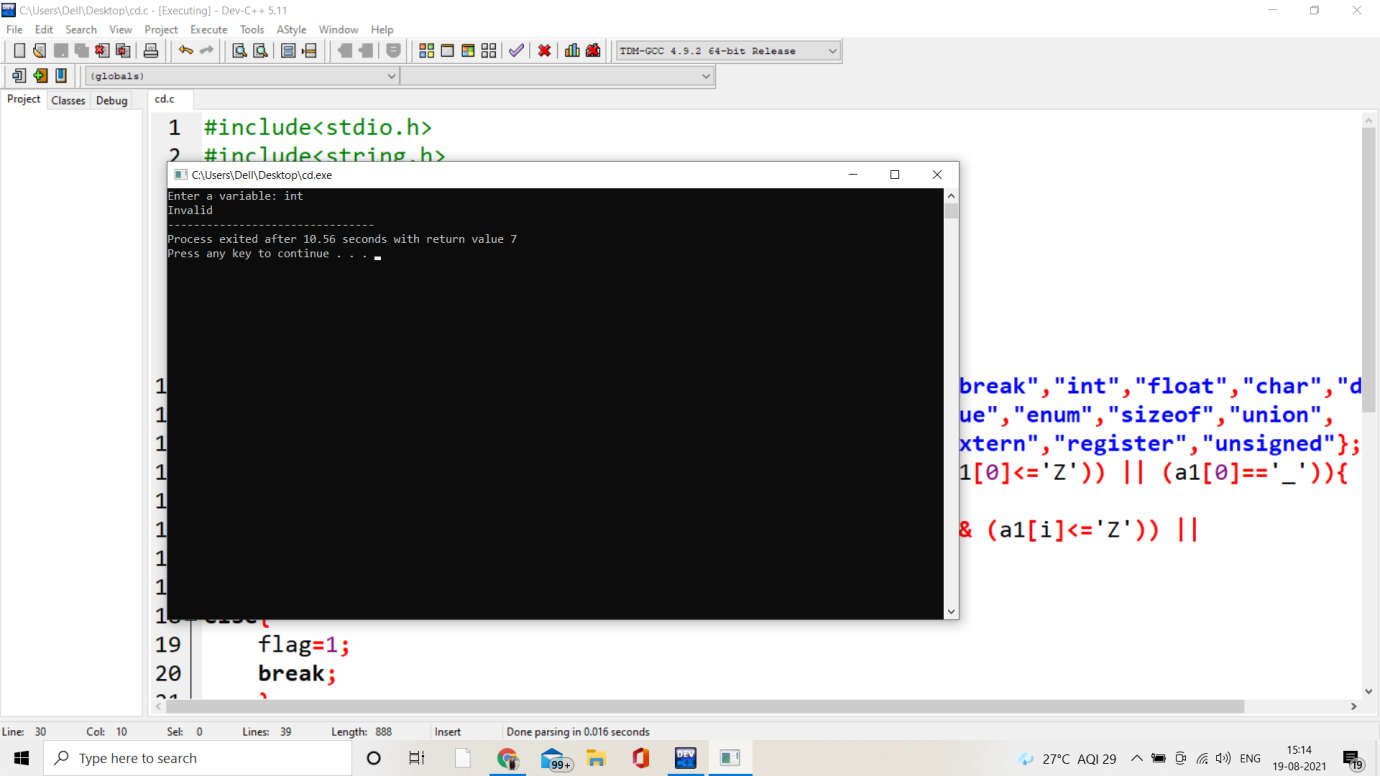 C:\Users\Dell\Desktop\cd.c - [Executing] - Dev-C++ 5.11
File Edit Search View Project Execute Tools AStyle Window Help
TDM-GCC 4.9.2 64-bit Release
(globals)
Project Classes Debug
cd.c
1 #include<stdio.h>
2 #include<string.h>
C:\Users\Dell\Desktop\cd.exe
Enter a variable: int
Invalid
--------------------------------
Process exited after 10.56 seconds with return value 7
Press any key to continue . . .
break","int","float","char","d
ue","enum","sizeof","union",
xtern","register","unsigned"};
1[0]<='Z')) || (a1[0]=='_')){
& (a1[i]<='Z')) ||
else{
19 flag=1;
20 break;
21 }
Line: 30 Col: 10 Sel: 0 Lines: 39 Length: 888 Insert Done parsing in 0.016 seconds
Type here to search
DEV
99+
27°C AQI 29
ENG
15:14
19-08-2021
19